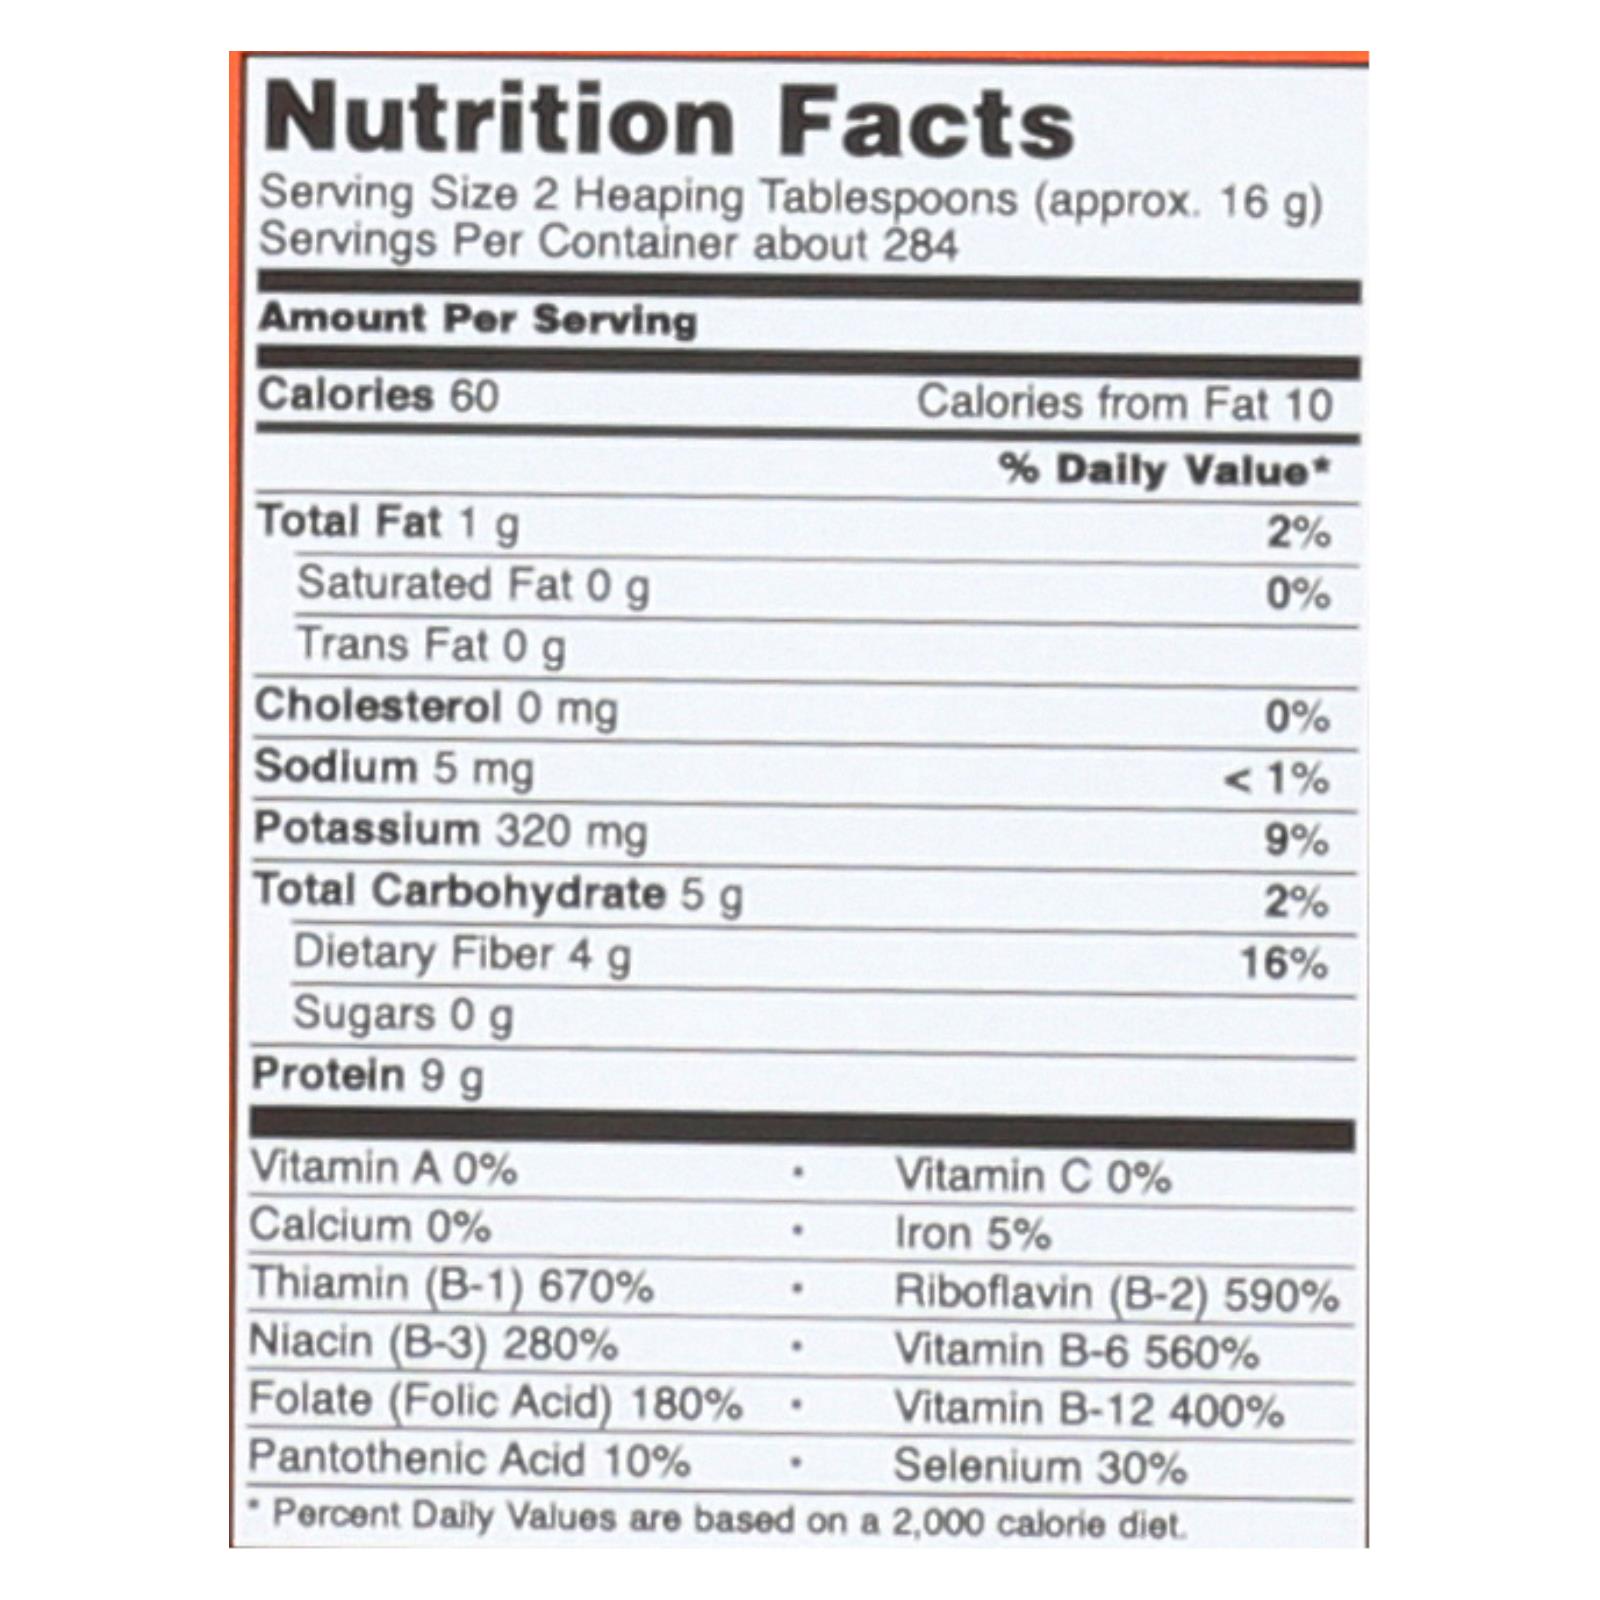 Nutrition Facts
Serving Size 2 Heaping Tablespoons (approx. 16 g)
Servings Per Container about 284
Amount Per Serving
Calories 60 Calories from Fat 10
% Daily Value*
Total Fat 1 g 2%
Saturated Fat 0 g 0%
Trans Fat 0 g
Cholesterol 0 mg 0%
Sodium 5 mg < 1%
Potassium 320 mg 9%
Total Carbohydrate 5 g 2%
Dietary Fiber 4 g 16%
Sugars 0 g
Protein 9 g
Vitamin A 0% • Vitamin C 0%
Calcium 0% • Iron 5%
Thiamin (B-1) 670% • Riboflavin (B-2) 590%
Niacin (B-3) 280% • Vitamin B-6 560%
Folate (Folic Acid) 180% • Vitamin B-12 400%
Pantothenic Acid 10% • Selenium 30%
* Percent Daily Values are based on a 2,000 calorie diet.